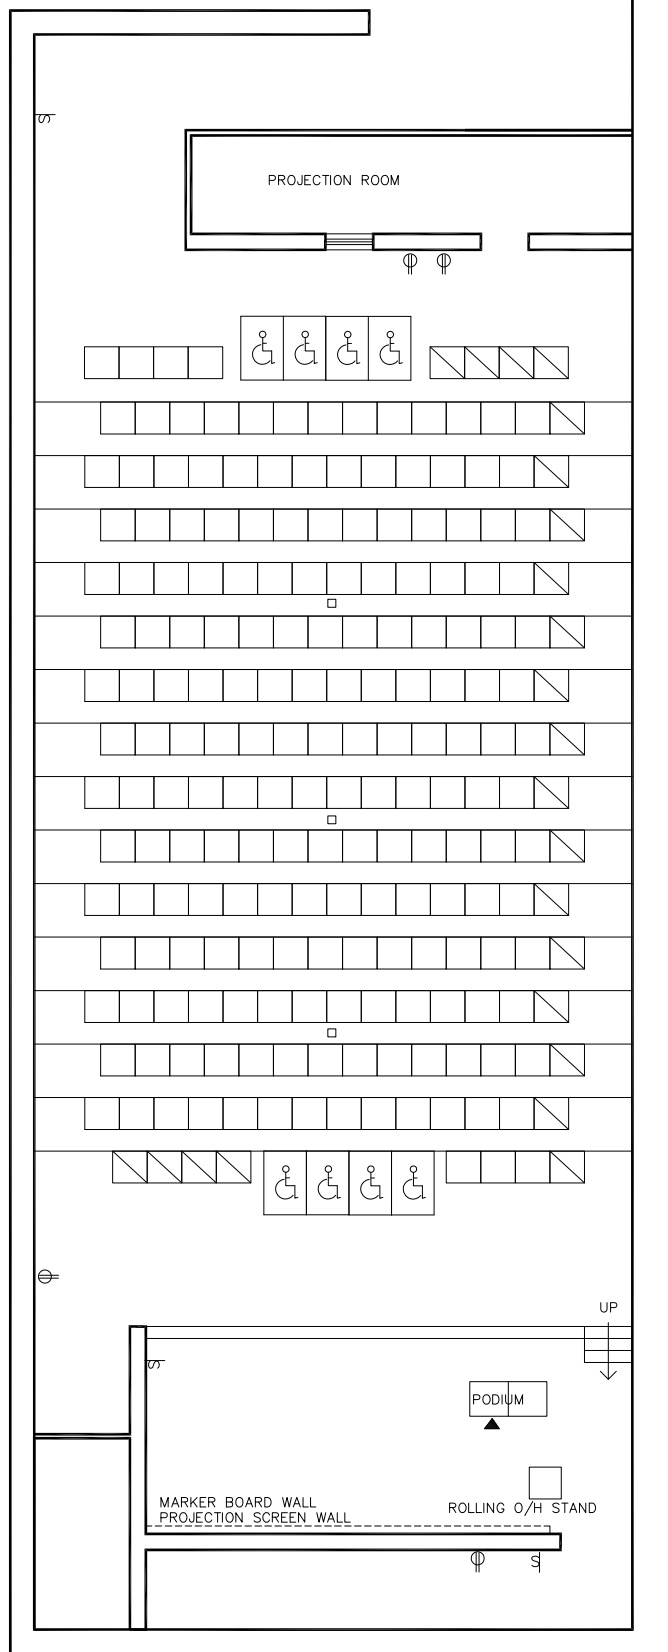 S
PROJECTION ROOM
UP
S
PODIUM
MARKER BOARD WALL
PROJECTION SCREEN WALL
ROLLING O/H STAND
S